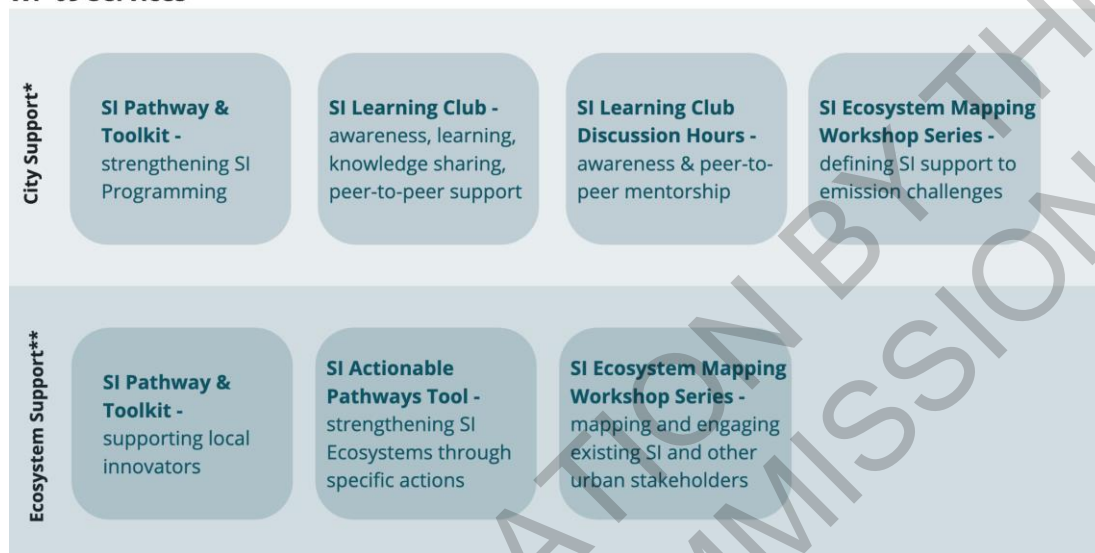 City Support*
SI Pathway &
Toolkit -
strengthening SI
Programming
SI Learning Club -
awareness, learning,
knowledge sharing,
peer-to-peer support
SI Learning Club
Discussion Hours -
awareness & peer-to-
peer mentorship
SI Ecosystem Mapping
Workshop Series -
defining SI support to
emission challenges
Ecosystem Support**
SI Pathway &
Toolkit -
supporting local
innovators
SI Actionable
Pathways Tool -
strengthening SI
Ecosystems through
specific actions
SI Ecosystem Mapping
Workshop Series -
mapping and engaging
existing SI and other
urban stakeholders